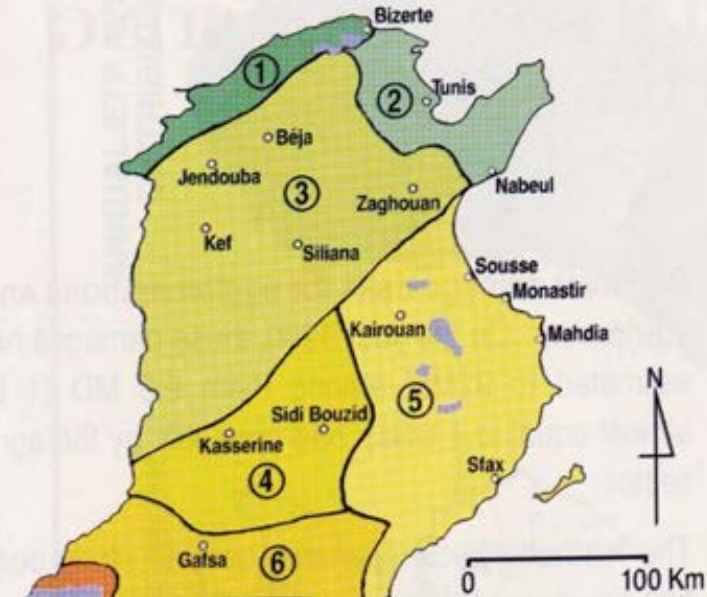 Bizerte
①
②
Tunis
Béja
Jendouba
③
Zaghouan
Nabeul
Kef
Siliana
Sousse
Monastir
Kairouan
Mahdia
N
⑤
Sidi Bouzid
Kasserine
④
Sfax
Gafsa
⑥
0 100 Km